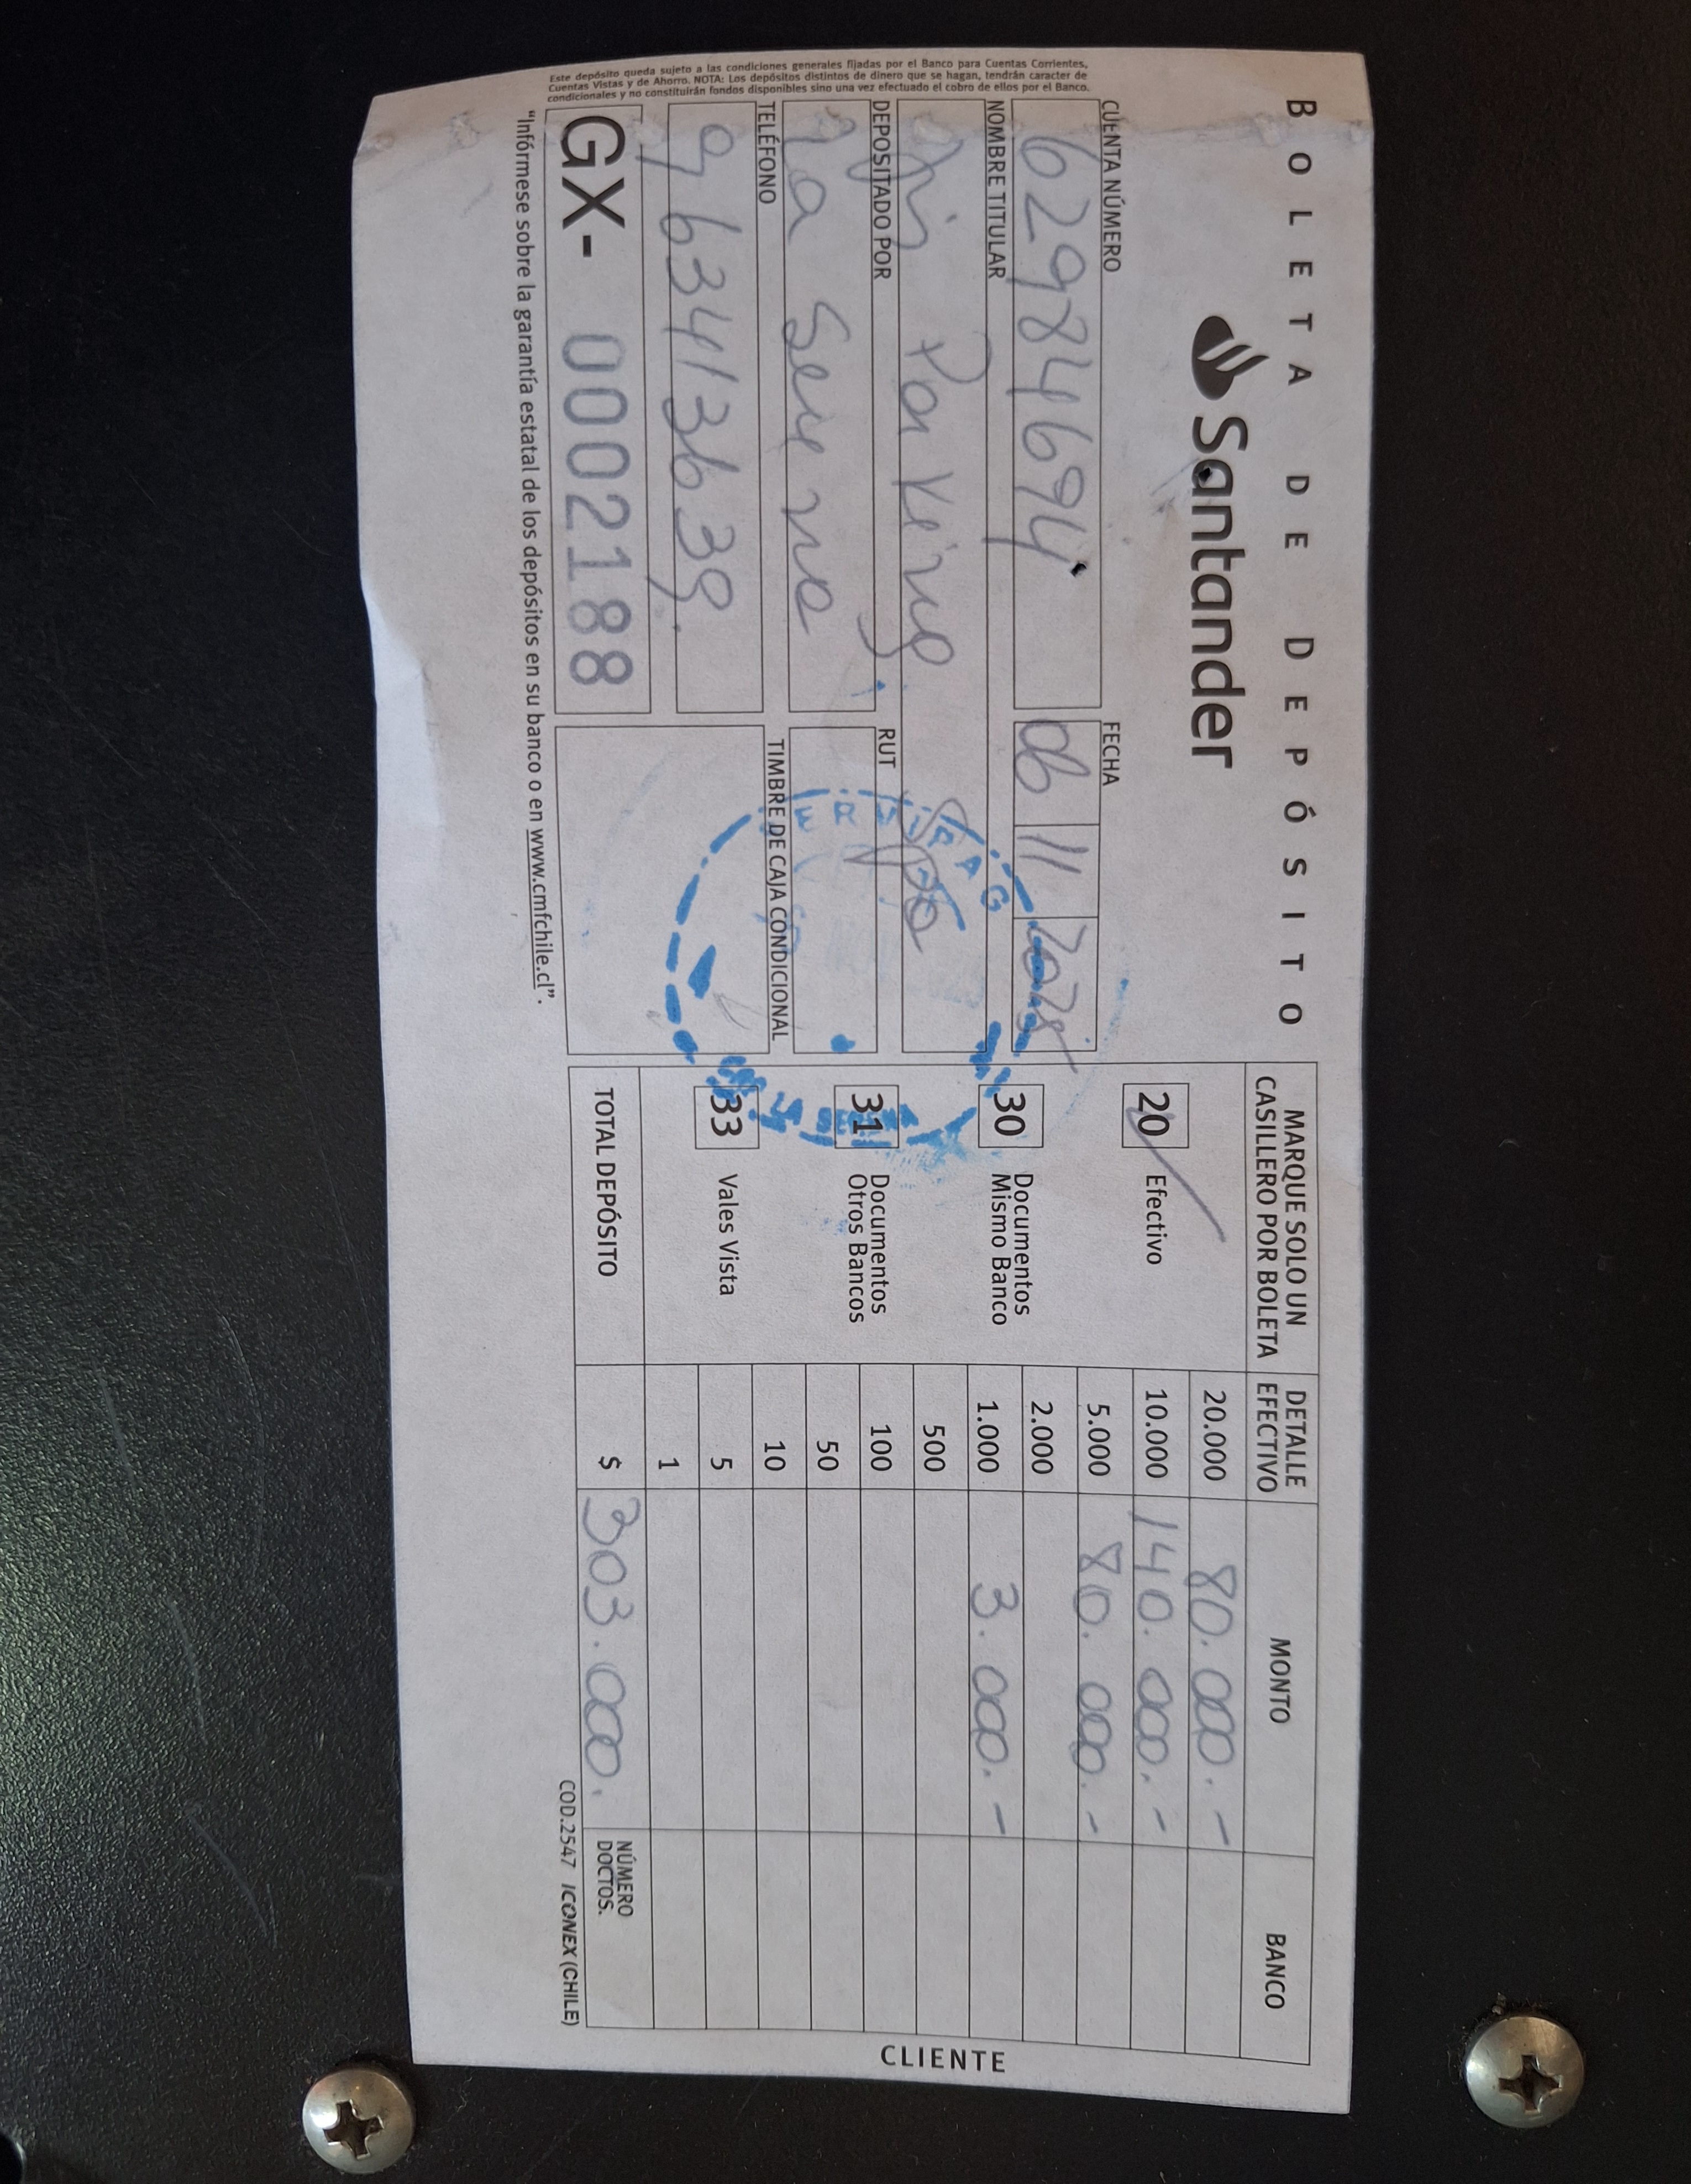 BOLETA DE DEPÓSITO
Santander
CUENTA NÚMERO
62984694
FECHA
06 11 2025
NOMBRE TITULAR
Parking
DEPOSITADO POR
RUT
La Serena
TELÉFONO
963413639.
TIMBRE DE CAJA CONDICIONAL
GX- 0002188
Este depósito queda sujeto a las condiciones generales fijadas por el Banco para Cuentas Corrientes,
Cuentas Vistas y de Ahorro. NOTA: Los depósitos distintos de dinero que se hagan, tendrán caracter de
condicionales y no constituirán fondos disponibles sino una vez efectuado el cobro de ellos por el Banco.
"Infórmese sobre la garantía estatal de los depósitos en su banco o en www.cmfchile.cl".
MARQUE SOLO UN
CASILLERO POR BOLETA
DETALLE
EFECTIVO
MONTO
BANCO
20 Efectivo
30 Documentos
Mismo Banco
31 Documentos
Otros Bancos
33 Vales Vista
20.000 80.000.-
10.000 140.000.-
5.000 80.000.-
2.000
1.000 3.000.-
500
100
50
10
5
1
TOTAL DEPÓSITO $ 303.000.
NÚMERO
DOCTOS.
COD.2547 ICONEX (CHILE)
CLIENTE